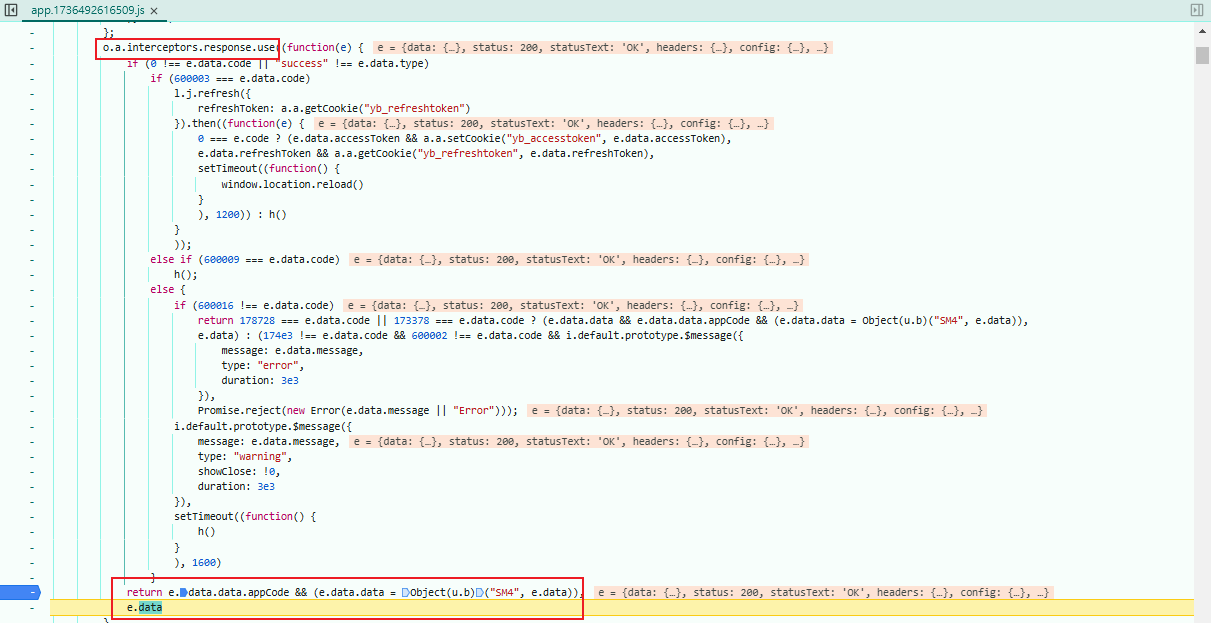 app.1736492616509.js ×
};
o.a.interceptors.response.use((function(e) { e = {data: {…}, status: 200, statusText: 'OK', headers: {…}, config: {…}, …}
if (0 !== e.data.code || "success" !== e.data.type)
if (600003 === e.data.code)
l.j.refresh({
refreshToken: a.a.getCookie("yb_refreshtoken")
}).then((function(e) { e = {data: {…}, status: 200, statusText: 'OK', headers: {…}, config: {…}, …}
0 === e.code ? (e.data.accessToken && a.a.setCookie("yb_accesstoken", e.data.accessToken),
e.data.refreshToken && a.a.getCookie("yb_refreshtoken", e.data.refreshToken),
setTimeout((function() {
window.location.reload()
}
), 1200)) : h()
}
));
else if (600009 === e.data.code) e = {data: {…}, status: 200, statusText: 'OK', headers: {…}, config: {…}, …}
h();
else {
if (600016 !== e.data.code) e = {data: {…}, status: 200, statusText: 'OK', headers: {…}, config: {…}, …}
return 178728 === e.data.code || 173378 === e.data.code ? (e.data.data && e.data.data.appCode && (e.data.data = Object(u.b)("SM4", e.data)),
e.data) : (174e3 !== e.data.code && 600002 !== e.data.code && i.default.prototype.$message({
message: e.data.message,
type: "error",
duration: 3e3
}),
Promise.reject(new Error(e.data.message || "Error"))); e = {data: {…}, status: 200, statusText: 'OK', headers: {…}, config: {…}, …}
i.default.prototype.$message({
message: e.data.message, e = {data: {…}, status: 200, statusText: 'OK', headers: {…}, config: {…}, …}
type: "warning",
showClose: !0,
duration: 3e3
}),
setTimeout((function() {
h()
}
), 1600)
}
return e.data.data.appCode && (e.data.data = Object(u.b)("SM4", e.data)), e = {data: {…}, status: 200, statusText: 'OK', headers: {…}, config: {…}, …}
e.data